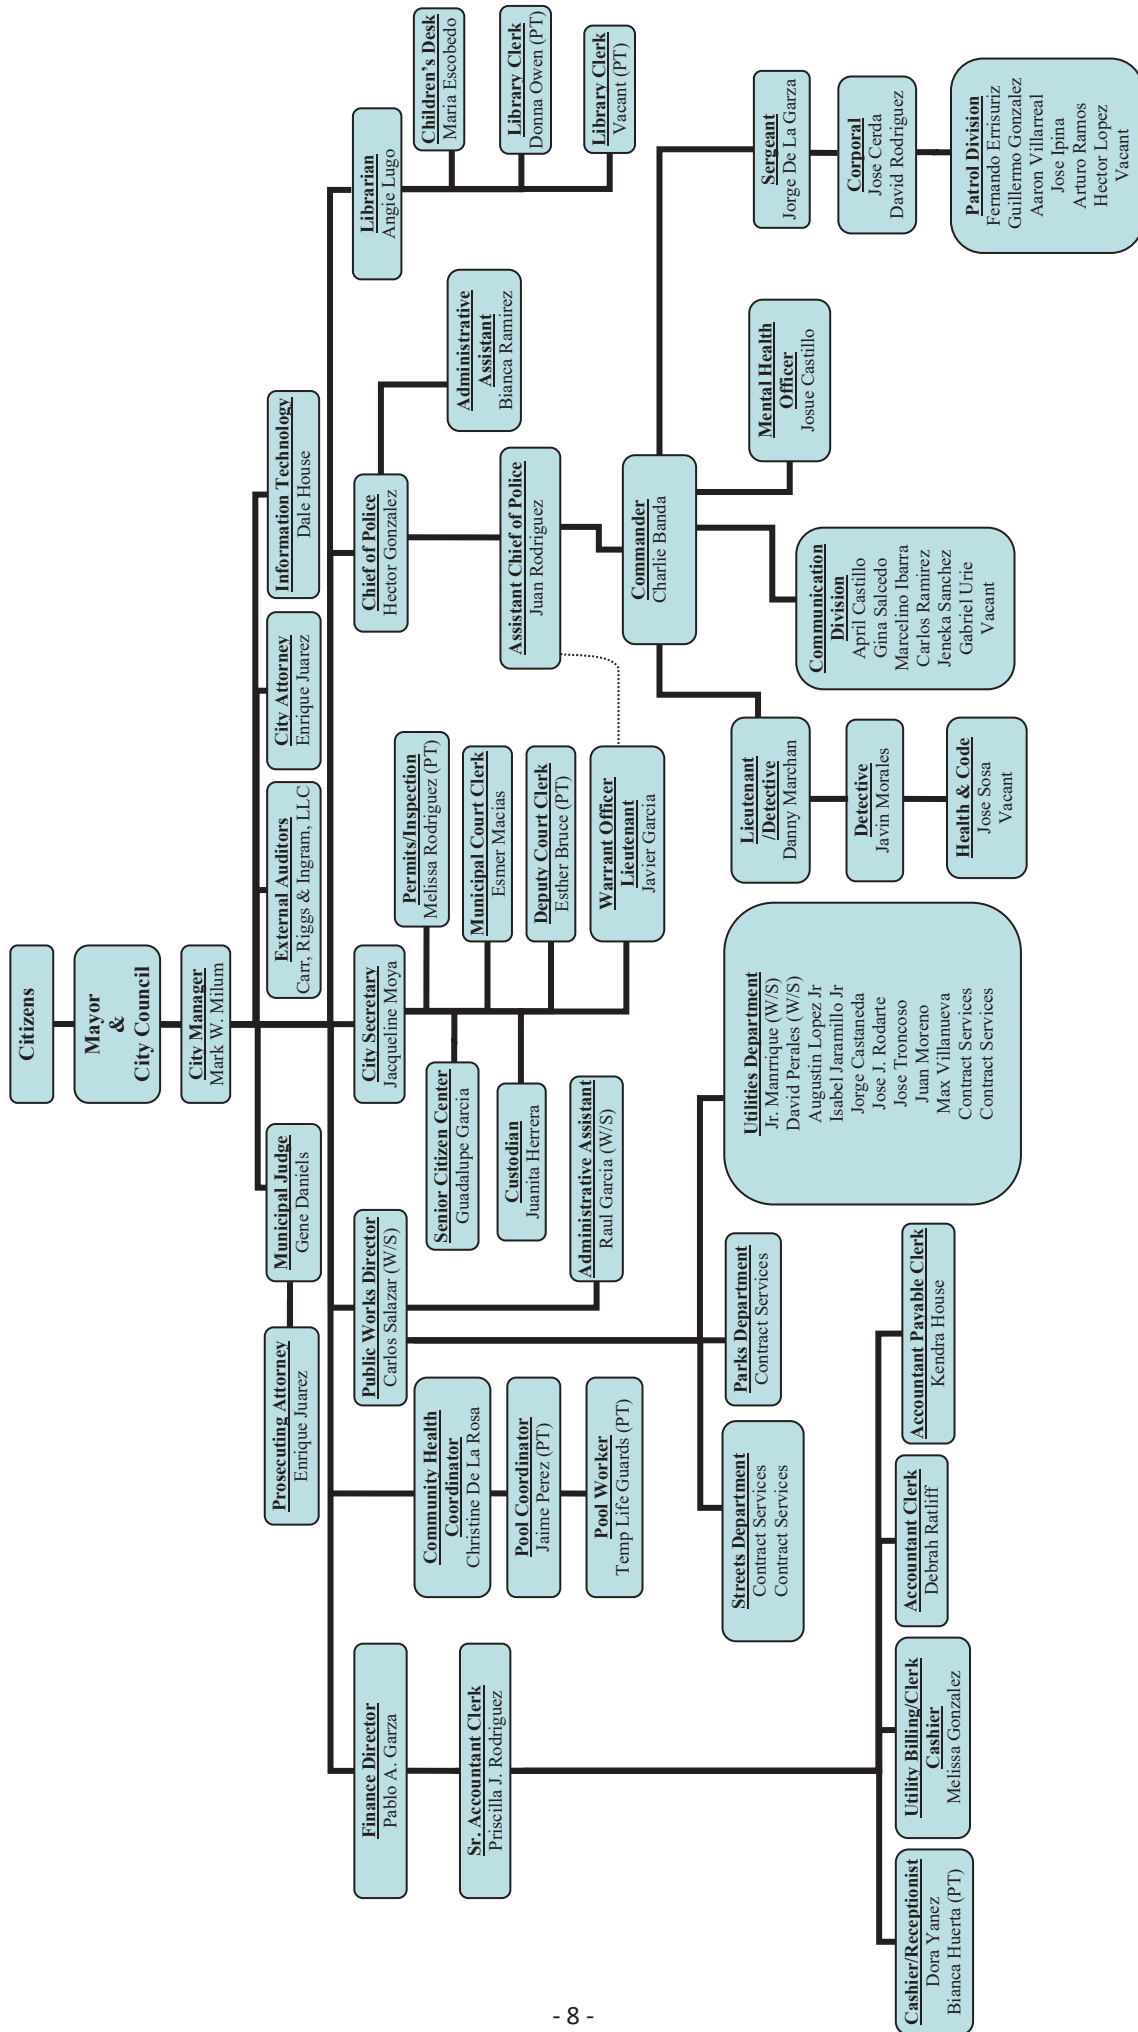 Citizens
Mayor
&
City Council
City Manager
Mark W. Milum
Prosecuting Attorney
Enrique Juarez
Municipal Judge
Gene Daniels
External Auditors
Carr, Riggs & Ingram, LLC
City Attorney
Enrique Juarez
Information Technology
Dale House
Finance Director
Pablo A. Garza
Sr. Accountant Clerk
Priscilla J. Rodriguez
Cashier/Receptionist
Dora Yanez
Bianca Huerta (PT)
Utility Billing/Clerk
Cashier
Melissa Gonzalez
Accountant Clerk
Debrah Ratliff
Accountant Payable Clerk
Kendra House
Community Health
Coordinator
Christine De La Rosa
Pool Coordinator
Jaime Perez (PT)
Pool Worker
Temp Life Guards (PT)
Public Works Director
Carlos Salazar (W/S)
Administrative Assistant
Raul Garcia (W/S)
Streets Department
Contract Services
Contract Services
Parks Department
Contract Services
Utilities Department
Jr. Manrrique (W/S)
David Perales (W/S)
Augustin Lopez Jr
Isabel Jaramillo Jr
Jorge Castaneda
Jose J. Rodarte
Jose Troncoso
Juan Moreno
Max Villanueva
Contract Services
Contract Services
City Secretary
Jacqueline Moya
Senior Citizen Center
Guadalupe Garcia
Custodian
Juanita Herrera
Permits/Inspection
Melissa Rodriguez (PT)
Municipal Court Clerk
Esmer Macias
Deputy Court Clerk
Esther Bruce (PT)
Warrant Officer
Lieutenant
Javier Garcia
Chief of Police
Hector Gonzalez
Administrative
Assistant
Bianca Ramirez
Assistant Chief of Police
Juan Rodriguez
Commander
Charlie Banda
Lieutenant
/Detective
Danny Marchan
Detective
Javin Morales
Health & Code
Jose Sosa
Vacant
Communication
Division
April Castillo
Gina Salcedo
Marcelino Ibarra
Carlos Ramirez
Jeneka Sanchez
Gabriel Urie
Vacant
Mental Health
Officer
Josue Castillo
Sergeant
Jorge De La Garza
Corporal
Jose Cerda
David Rodriguez
Patrol Division
Fernando Errisuriz
Guillermo Gonzalez
Aaron Villarreal
Jose Ipina
Arturo Ramos
Hector Lopez
Vacant
Librarian
Angie Lugo
Children's Desk
Maria Escobedo
Library Clerk
Donna Owen (PT)
Library Clerk
Vacant (PT)
- 8 -